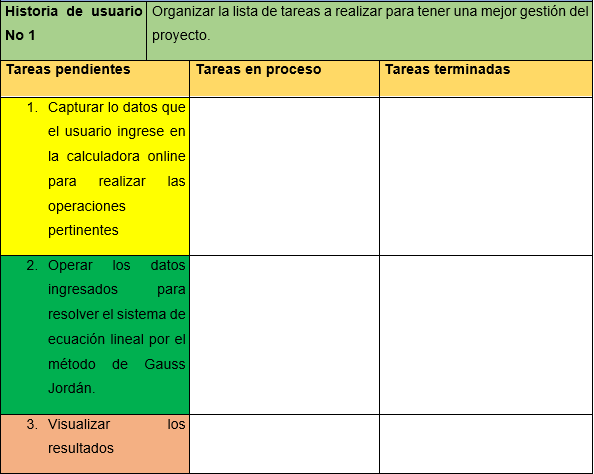 Historia de usuario
No 1
Organizar la lista de tareas a realizar para tener una mejor gestión del
proyecto.
Tareas pendientes
Tareas en proceso
Tareas terminadas
1. Capturar lo datos que
el usuario ingrese en
la calculadora online
para realizar las
operaciones
pertinentes
2. Operar los datos
ingresados para
resolver el sistema de
ecuación lineal por el
método de Gauss
Jordán.
3. Visualizar los
resultados